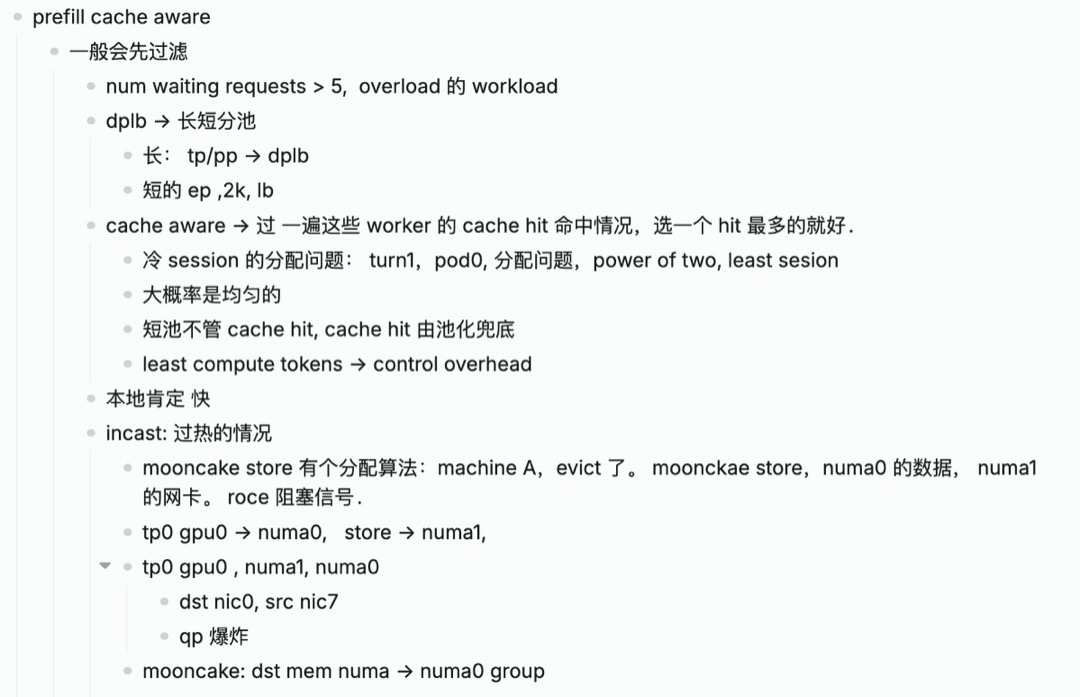 prefill cache aware
一般会先过滤
num waiting requests > 5, overload 的 workload
dplb → 长短分池
长： tp/pp → dplb
短的 ep ,2k, lb
cache aware → 过 一遍这些 worker 的 cache hit 命中情况，选一个 hit 最多的就好.
冷 session 的分配问题： turn1，pod0, 分配问题，power of two, least sesion
大概率是均匀的
短池不管 cache hit, cache hit 由池化兜底
least compute tokens → control overhead
本地肯定 快
incast: 过热的情况
mooncake store 有个分配算法：machine A，evict 了。 moonckae store，numa0 的数据， numa1
的网卡。 roce 阻塞信号.
tp0 gpu0 → numa0, store → numa1,
tp0 gpu0 , numa1, numa0
dst nic0, src nic7
qp 爆炸
mooncake: dst mem numa → numa0 group